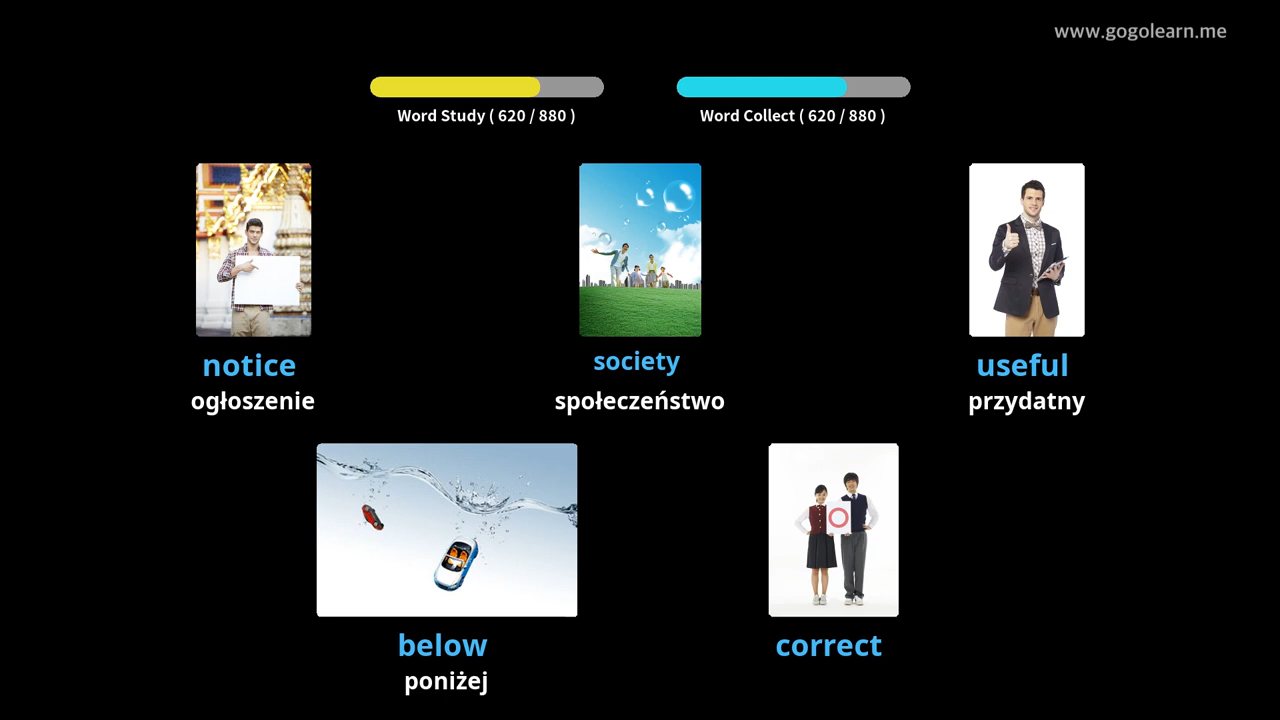 www.gogolearn.me
Word Study ( 620 / 880 )
Word Collect ( 620 / 880 )
notice
ogłoszenie
society
społeczeństwo
useful
przydatny
below
poniżej
correct